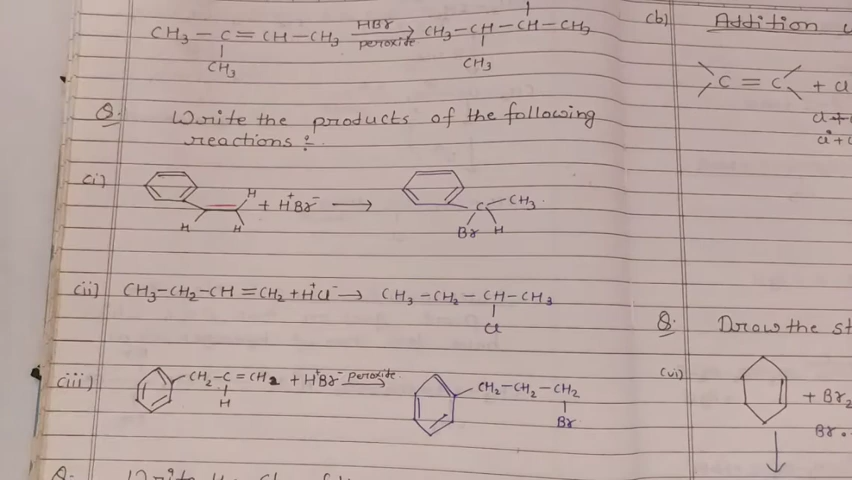 CH₃-C=CH-CH₃ HBr peroxide CH₃-CH-CH-CH₃
CH₃ CH₃
Q. Write the products of the following
reactions :-
(i) H H H + H⁺Br⁻ → C CH₃ Br H
(ii) CH₃-CH₂-CH=CH₂ + H⁺Cl⁻ → CH₃-CH₂-CH-CH₃
Cl
(iii) CH₂-C=CH₂ + H⁺Br⁻ peroxide CH₂-CH₂-CH₂
H Br
(b) Addition
C=C + Cl
Q. Draw the st
(vi) + Br₂
Br